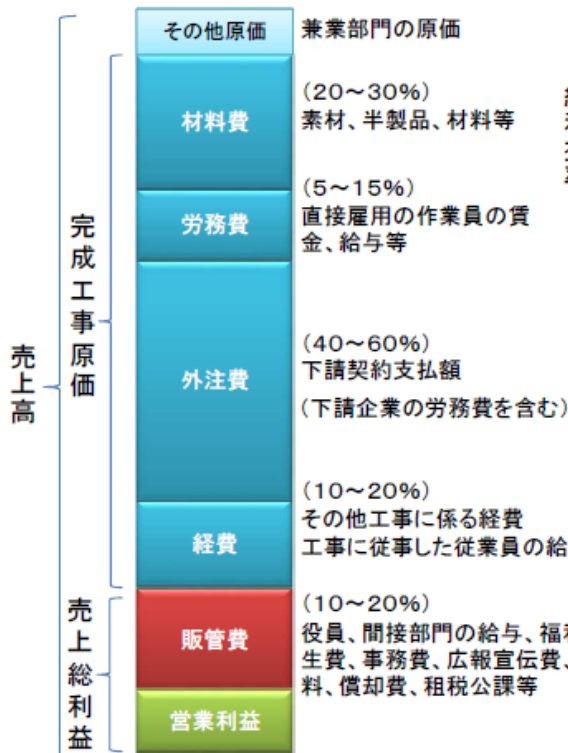 その他原価
兼業部門の原価
材料費
(20～30%)
素材、半製品、材料等
労務費
(5～15%)
直接雇用の作業員の賃
金、給与等
完成工事原価
売上高
外注費
(40～60%)
下請契約支払額
(下請企業の労務費を含む)
経費
(10～20%)
その他工事に係る経費
工事に従事した従業員の給
売上総利益
販管費
(10～20%)
役員、間接部門の給与、福利
生費、事務費、広報宣伝費、
料、償却費、租税公課等
営業利益